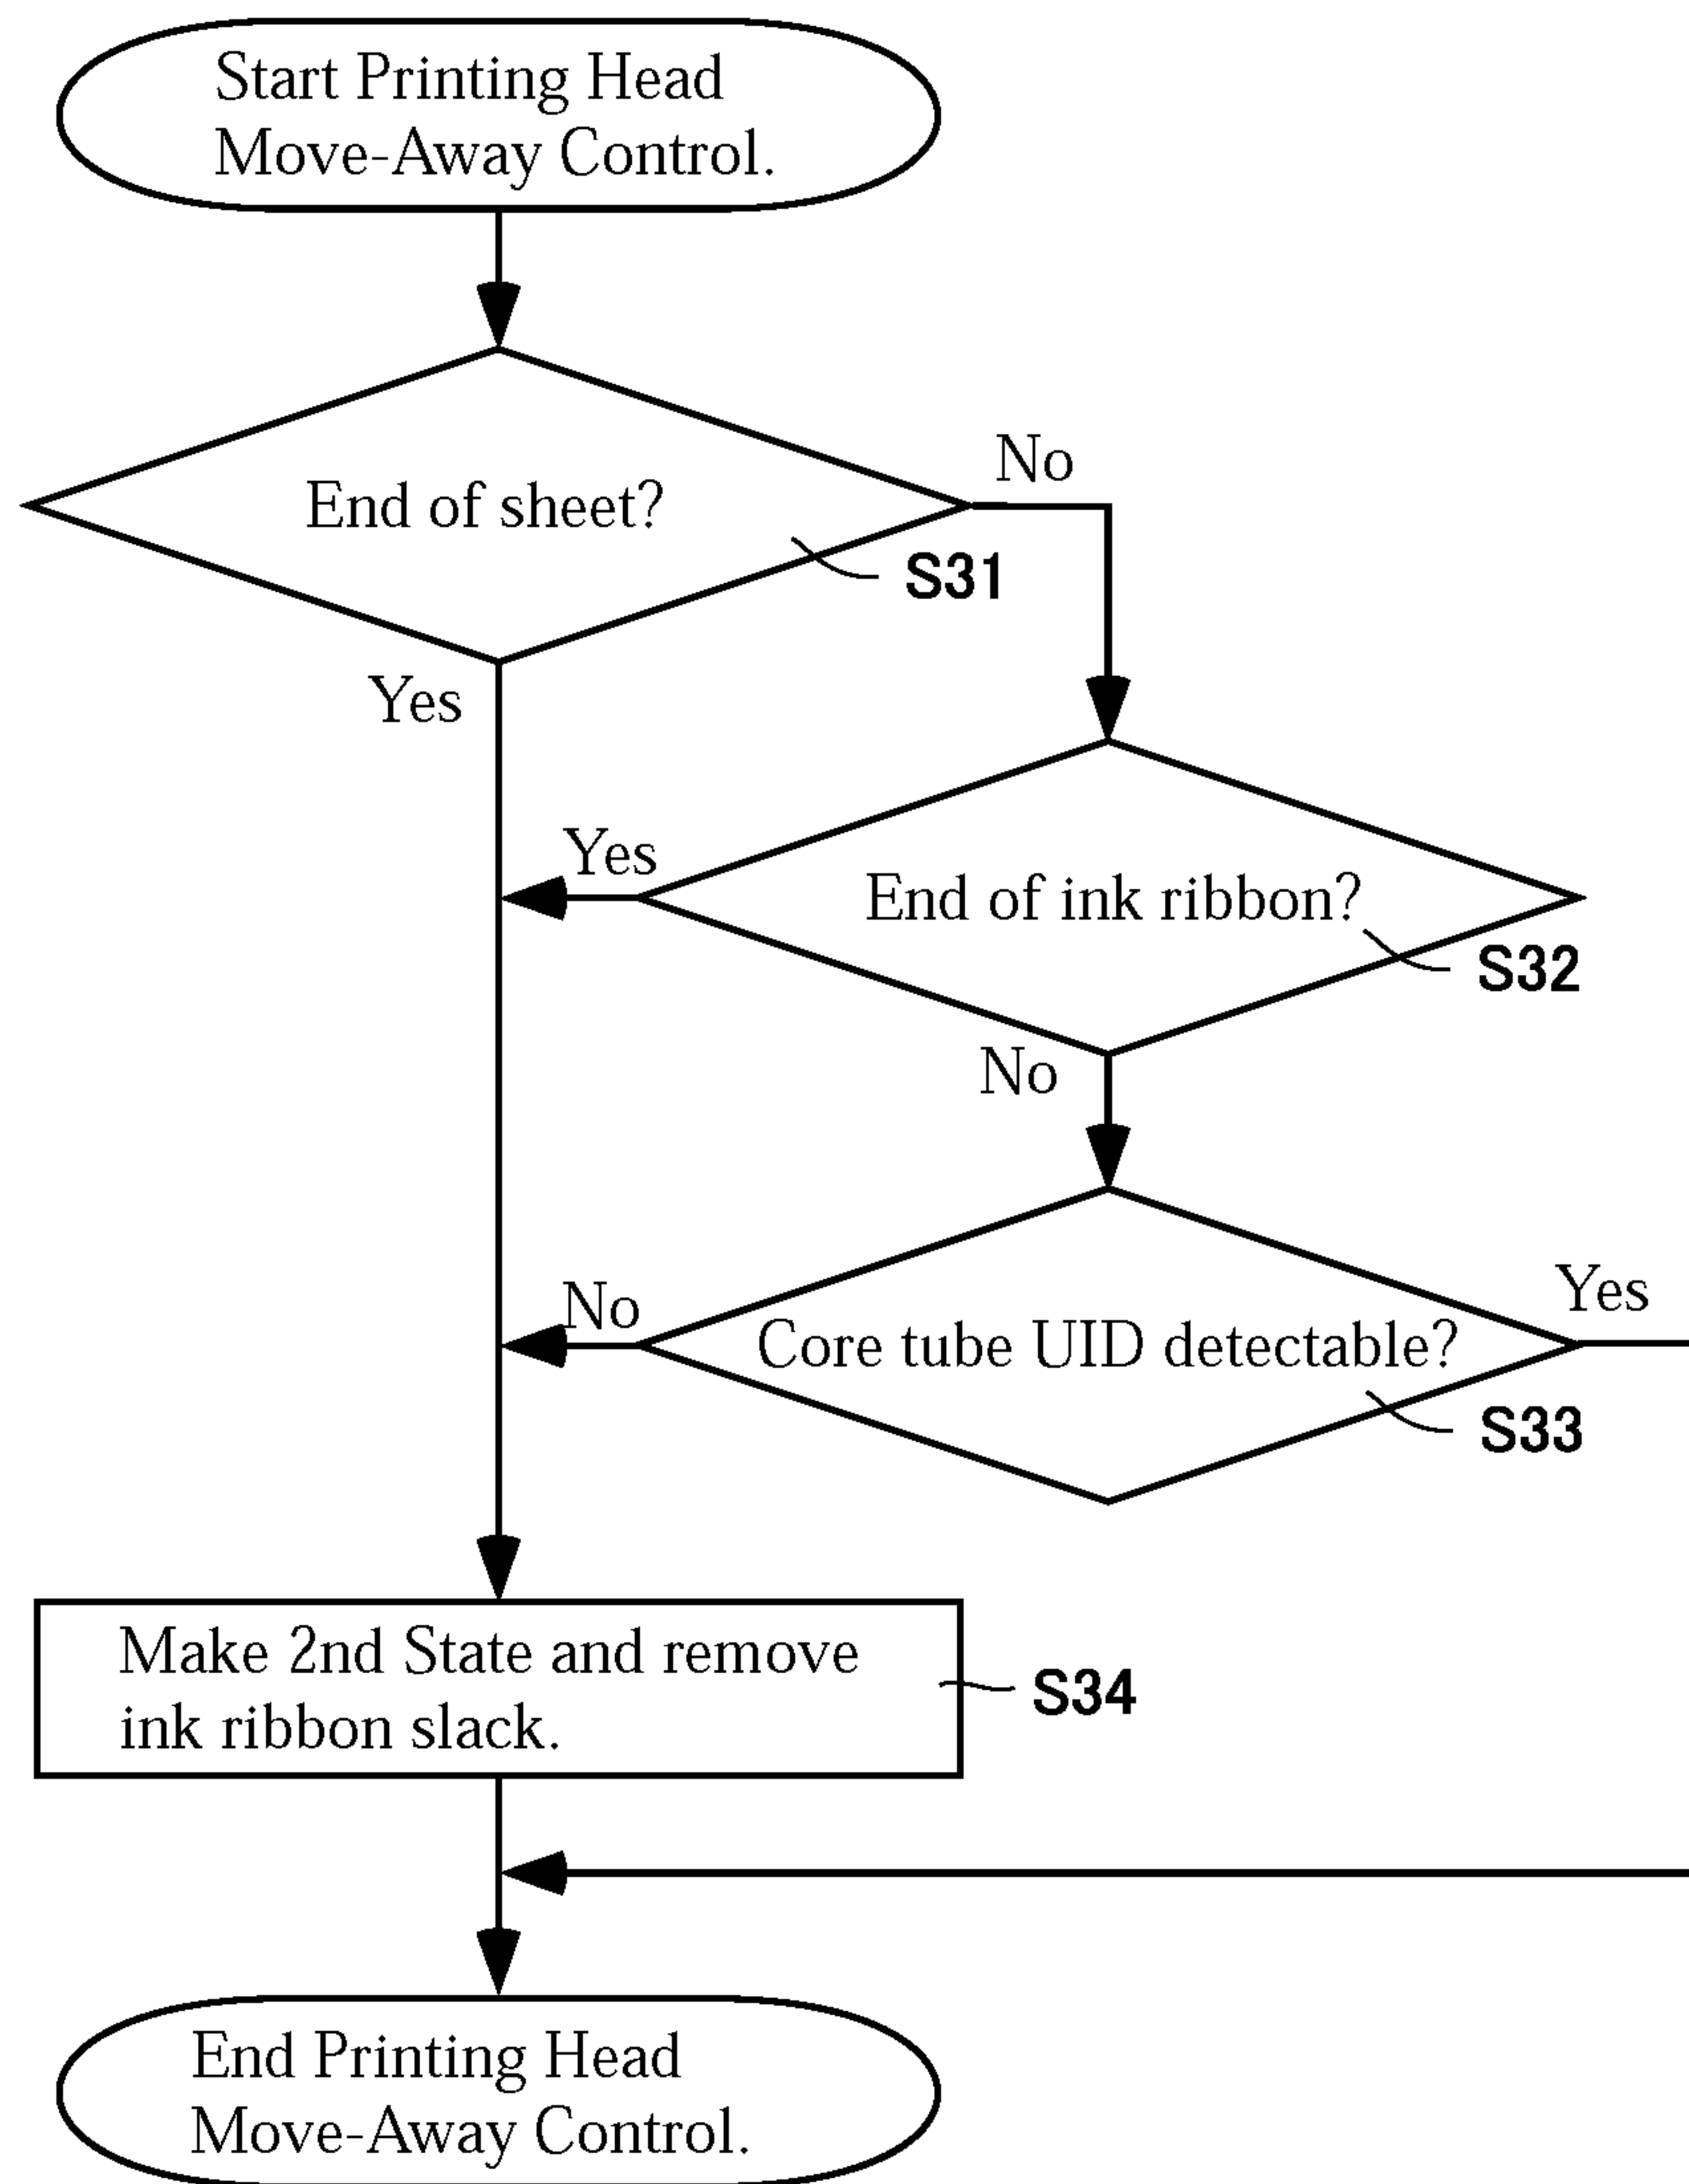 Start Printing Head
Move-Away Control.
No
End of sheet?
S31
Yes
Yes
End of ink ribbon?
S32
No
No
Yes
Core tube UID detectable?
S33
Make 2nd State and remove
ink ribbon slack.
S34
End Printing Head
Move-Away Control.